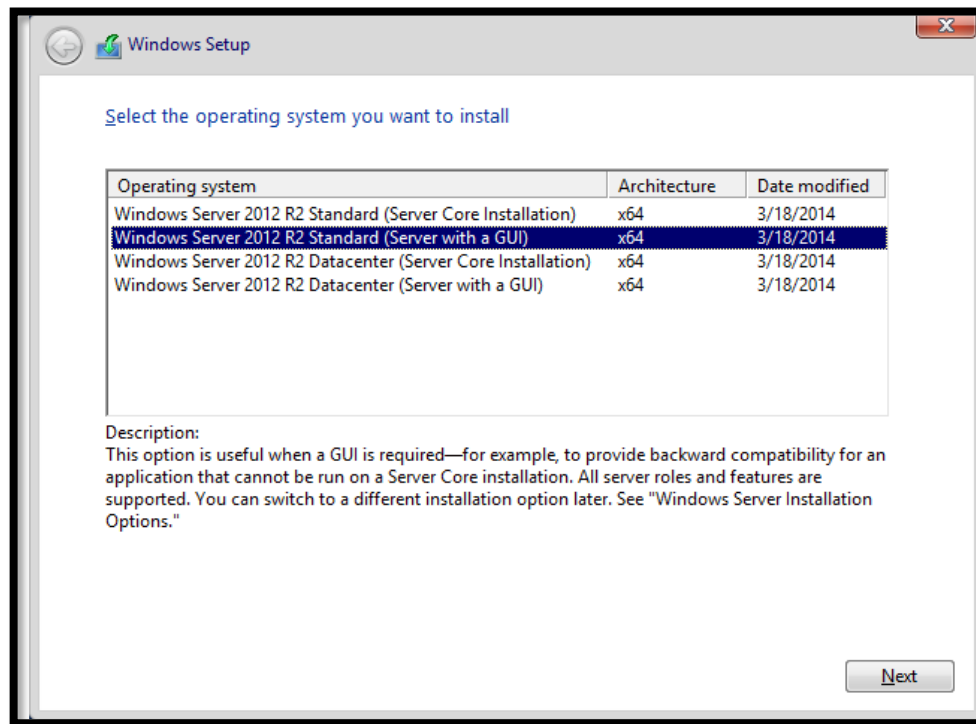 Windows Setup
Select the operating system you want to install
Operating system Architecture Date modified
Windows Server 2012 R2 Standard (Server Core Installation) x64 3/18/2014
Windows Server 2012 R2 Standard (Server with a GUI) x64 3/18/2014
Windows Server 2012 R2 Datacenter (Server Core Installation) x64 3/18/2014
Windows Server 2012 R2 Datacenter (Server with a GUI) x64 3/18/2014
Description:
This option is useful when a GUI is required—for example, to provide backward compatibility for an
application that cannot be run on a Server Core installation. All server roles and features are
supported. You can switch to a different installation option later. See "Windows Server Installation
Options."
Next